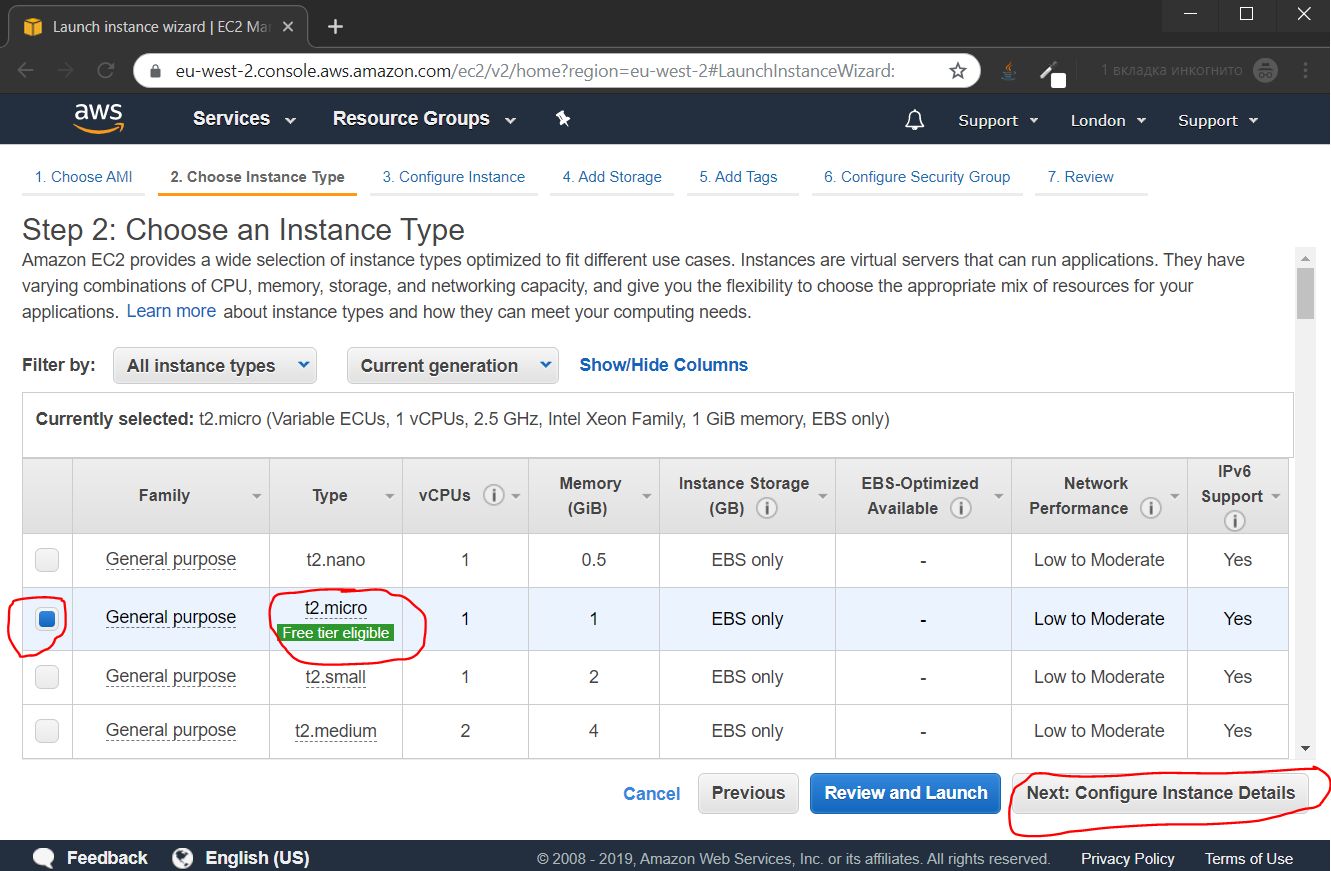 Launch instance wizard | EC2 Ma
eu-west-2.console.aws.amazon.com/ec2/v2/home?region=eu-west-2#LaunchInstanceWizard:
1 вкладка инкогнито
aws Services Resource Groups Support London Support
1. Choose AMI 2. Choose Instance Type 3. Configure Instance 4. Add Storage 5. Add Tags 6. Configure Security Group 7. Review
Step 2: Choose an Instance Type
Amazon EC2 provides a wide selection of instance types optimized to fit different use cases. Instances are virtual servers that can run applications. They have
varying combinations of CPU, memory, storage, and networking capacity, and give you the flexibility to choose the appropriate mix of resources for your
applications. Learn more about instance types and how they can meet your computing needs.
Filter by: All instance types Current generation Show/Hide Columns
Currently selected: t2.micro (Variable ECUs, 1 vCPUs, 2.5 GHz, Intel Xeon Family, 1 GiB memory, EBS only)
Family Type vCPUs Memory (GiB) Instance Storage (GB) EBS-Optimized Available Network Performance IPv6 Support
General purpose t2.nano 1 0.5 EBS only - Low to Moderate Yes
General purpose t2.micro 1 1 EBS only - Low to Moderate Yes
Free tier eligible
General purpose t2.small 1 2 EBS only - Low to Moderate Yes
General purpose t2.medium 2 4 EBS only - Low to Moderate Yes
Cancel Previous Review and Launch Next: Configure Instance Details
Feedback English (US) © 2008 - 2019, Amazon Web Services, Inc. or its affiliates. All rights reserved. Privacy Policy Terms of Use